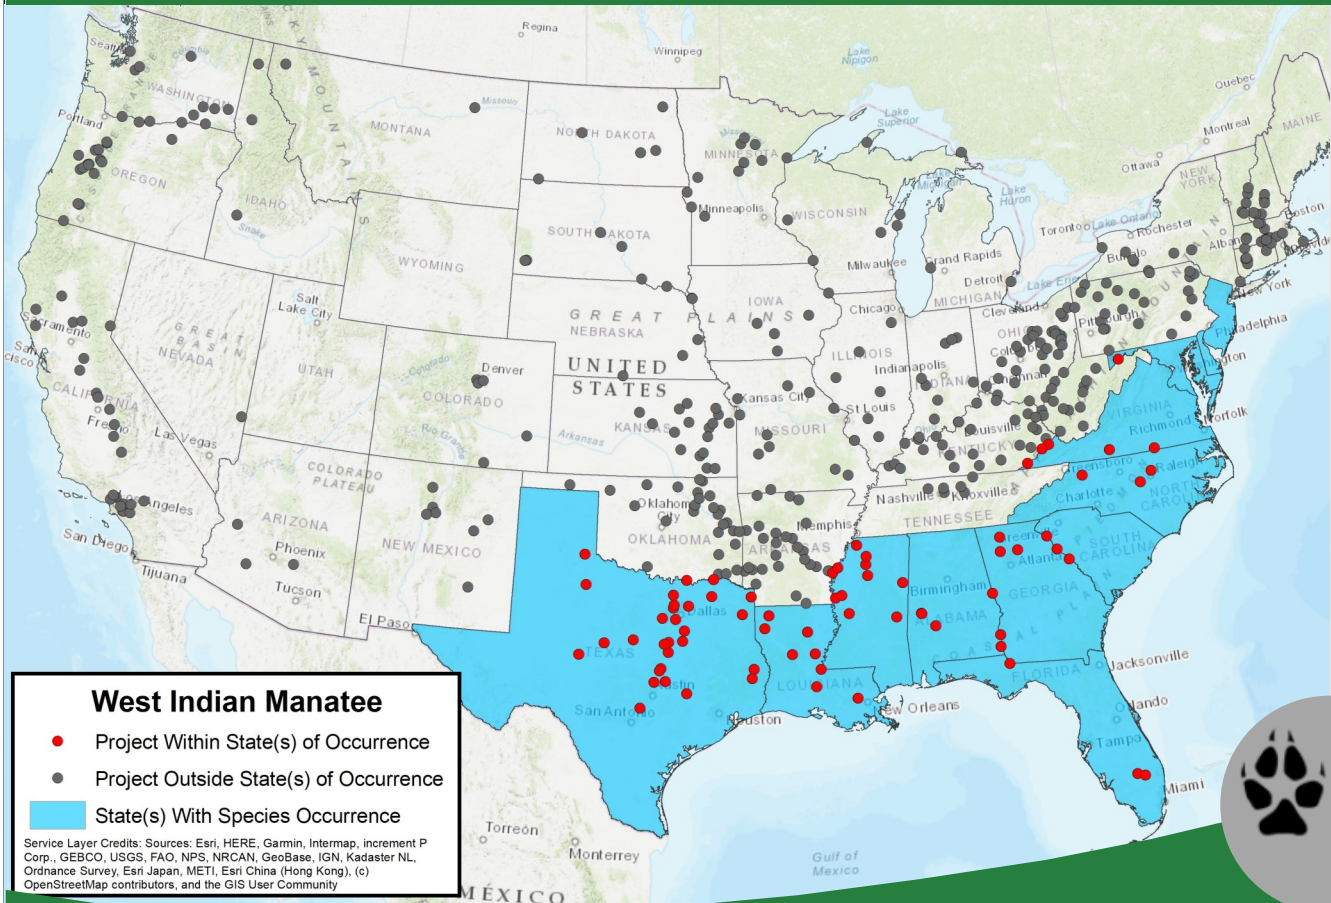 Regina
Winnipeg
Lake
Nipigon
Quebec
Seattle
Columbia
WASHINGTON
Missouri
Lake
Superior
Montreal
MAINE
Portland
MONTANA
NORTH DAKOTA
MINNESOTA
Ottawa
OREGON
Lake
Michigan
Lake
Huron
NEW
YORK
IDAHO
Minneapolis
WISCONSIN
Toronto
Lake Ontario
Rochester
Boston
Snake
SOUTH DAKOTA
Buffalo
WYOMING
Milwaukee
Grand Rapids
Detroit
Lake Erie
MICHIGAN
Salt
Lake City
IOWA
Chicago
Cleveland
New York
Sacramento
GREAT
BASIN
NEVADA
GREAT PLAINS
NEBRASKA
OHIO
Pittsburgh
Philadelphia
UTAH
Colorado
Denver
UNITED
STATES
ILLINOIS
Indianapolis
INDIANA
COLORADO
Kansas City
CALIFORNIA
Fresno
Las Vegas
Rio Grande
Arkansas
KANSAS
MISSOURI
St Louis
Ohio
Louisville
KENTUCKY
VIRGINIA
Richmond
Norfolk
COLORADO
PLATEAU
Greensboro
Raleigh
Los Angeles
ARIZONA
Oklahoma
City
Nashville
Knoxville
Charlotte
NORTH
CAROLINA
San Diego
Phoenix
NEW MEXICO
OKLAHOMA
ARKANSAS
Memphis
TENNESSEE
Greenville
SOUTH
CAROLINA
Tijuana
Tucson
Birmingham
Atlanta
GEORGIA
El Paso
Dallas
ALABAMA
COASTAL PLAIN
TEXAS
Jacksonville
LOUISIANA
FLORIDA
Austin
San Antonio
Houston
New Orleans
Orlando
Tampa
Miami
Torreón
Monterrey
Gulf of
Mexico
MÉXICO
West Indian Manatee
Project Within State(s) of Occurrence
Project Outside State(s) of Occurrence
State(s) With Species Occurrence
Service Layer Credits: Sources: Esri, HERE, Garmin, Intermap, increment P
Corp., GEBCO, USGS, FAO, NPS, NRCAN, GeoBase, IGN, Kadaster NL,
Ordnance Survey, Esri Japan, METI, Esri China (Hong Kong), (c)
OpenStreetMap contributors, and the GIS User Community